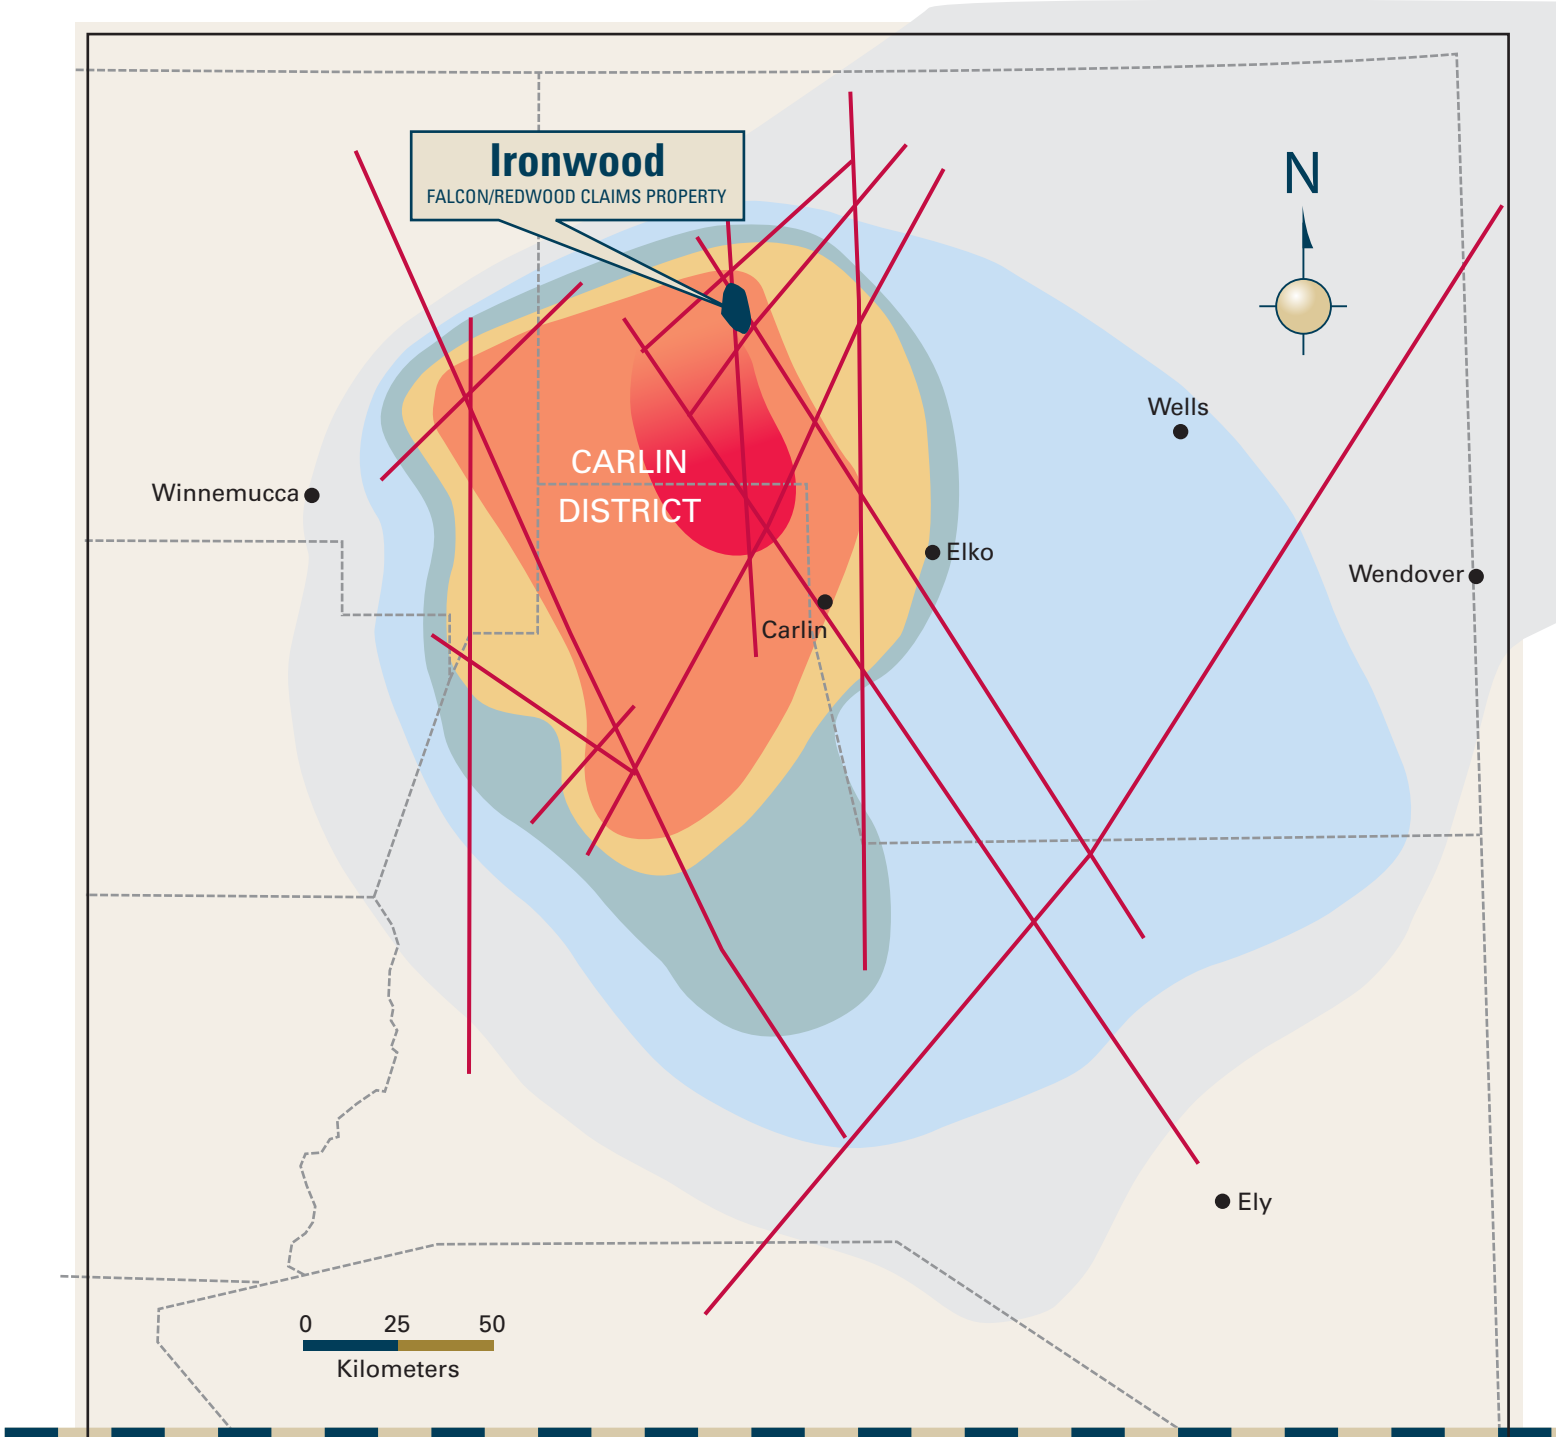 Ironwood
FALCON/REDWOOD CLAIMS PROPERTY
N
Wells
CARLIN
DISTRICT
Winnemucca
Elko
Wendover
Carlin
Ely
0 25 50
Kilometers